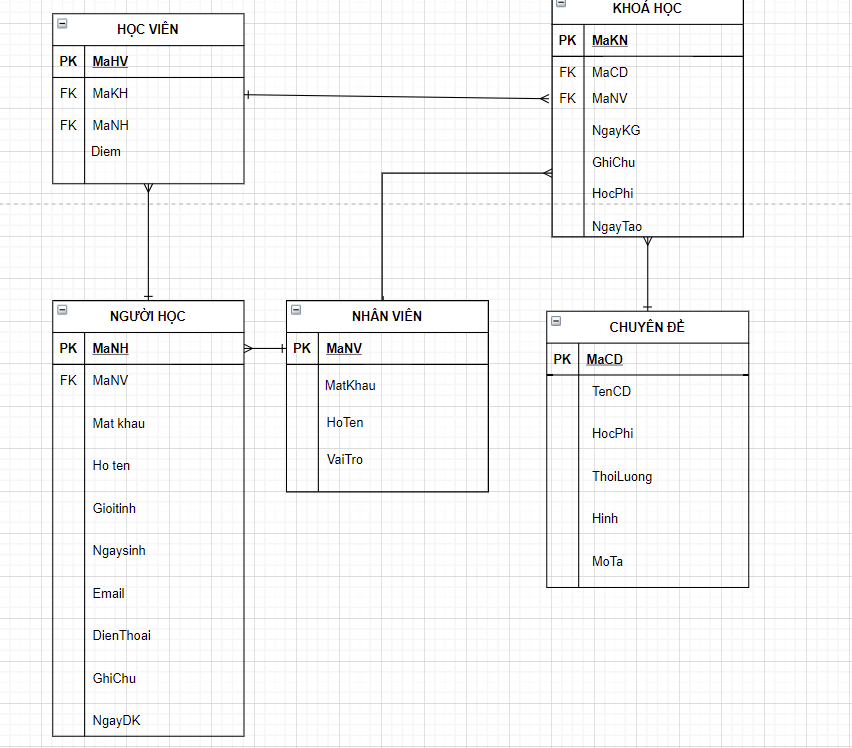 HỌC VIÊN
PK MaHV
FK MaKH
FK MaNH
Diem
KHOÁ HỌC
PK MaKN
FK MaCD
FK MaNV
NgayKG
GhiChu
HocPhi
NgayTao
NGƯỜI HỌC
PK MaNH
FK MaNV
Mat khau
Ho ten
Gioitinh
Ngaysinh
Email
DienThoai
GhiChu
NgayDK
NHÂN VIÊN
PK MaNV
MatKhau
HoTen
VaiTro
CHUYÊN ĐỀ
PK MaCD
TenCD
HocPhi
ThoiLuong
Hinh
MoTa